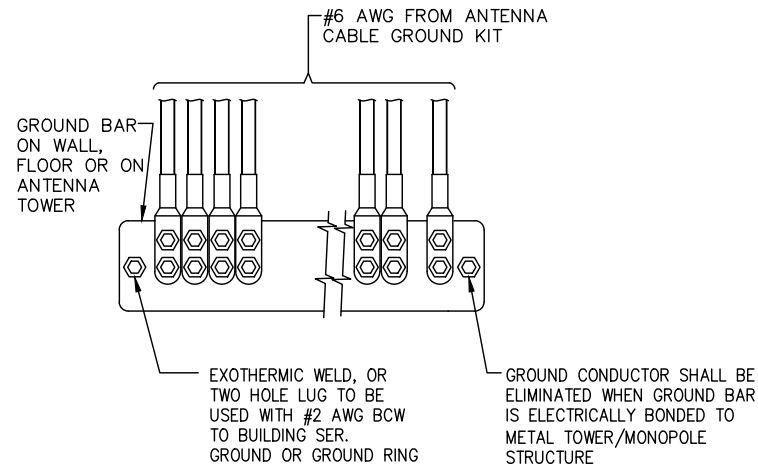 #6 AWG FROM ANTENNA
CABLE GROUND KIT
GROUND BAR
ON WALL,
FLOOR OR ON
ANTENNA
TOWER
EXOTHERMIC WELD, OR
TWO HOLE LUG TO BE
USED WITH #2 AWG BCW
TO BUILDING SER.
GROUND OR GROUND RING
GROUND CONDUCTOR SHALL BE
ELIMINATED WHEN GROUND BAR
IS ELECTRICALLY BONDED TO
METAL TOWER/MONOPOLE
STRUCTURE